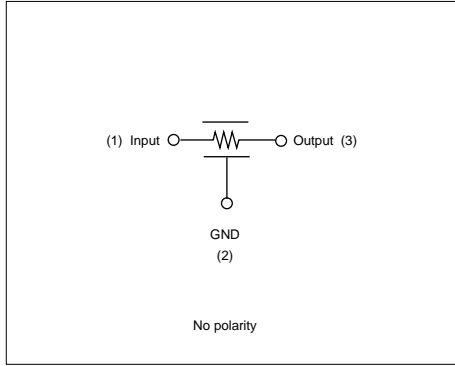 (1) Input Output (3)
GND
(2)
No polarity